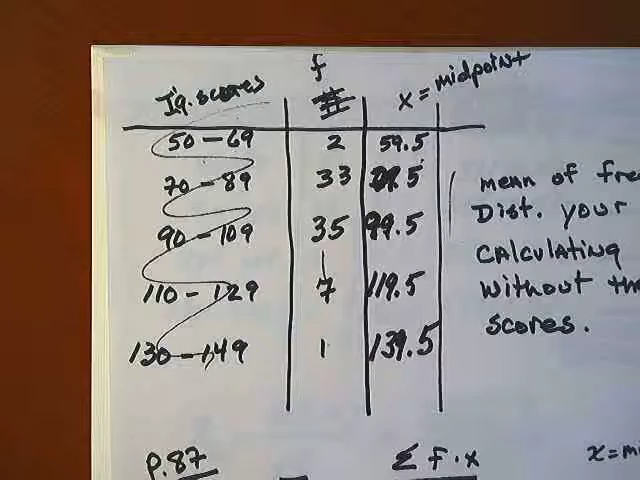 f
Iq. scores # x = midpoint
50 - 69 2 59.5
70 - 89 33 .5
90 - 109 35 99.5
110 - 129 7 119.5
130 - 149 1 139.5
mean of fre
Dist. your
CALCULATING
without th
scores.
P.87 Σ f · x
x = mi